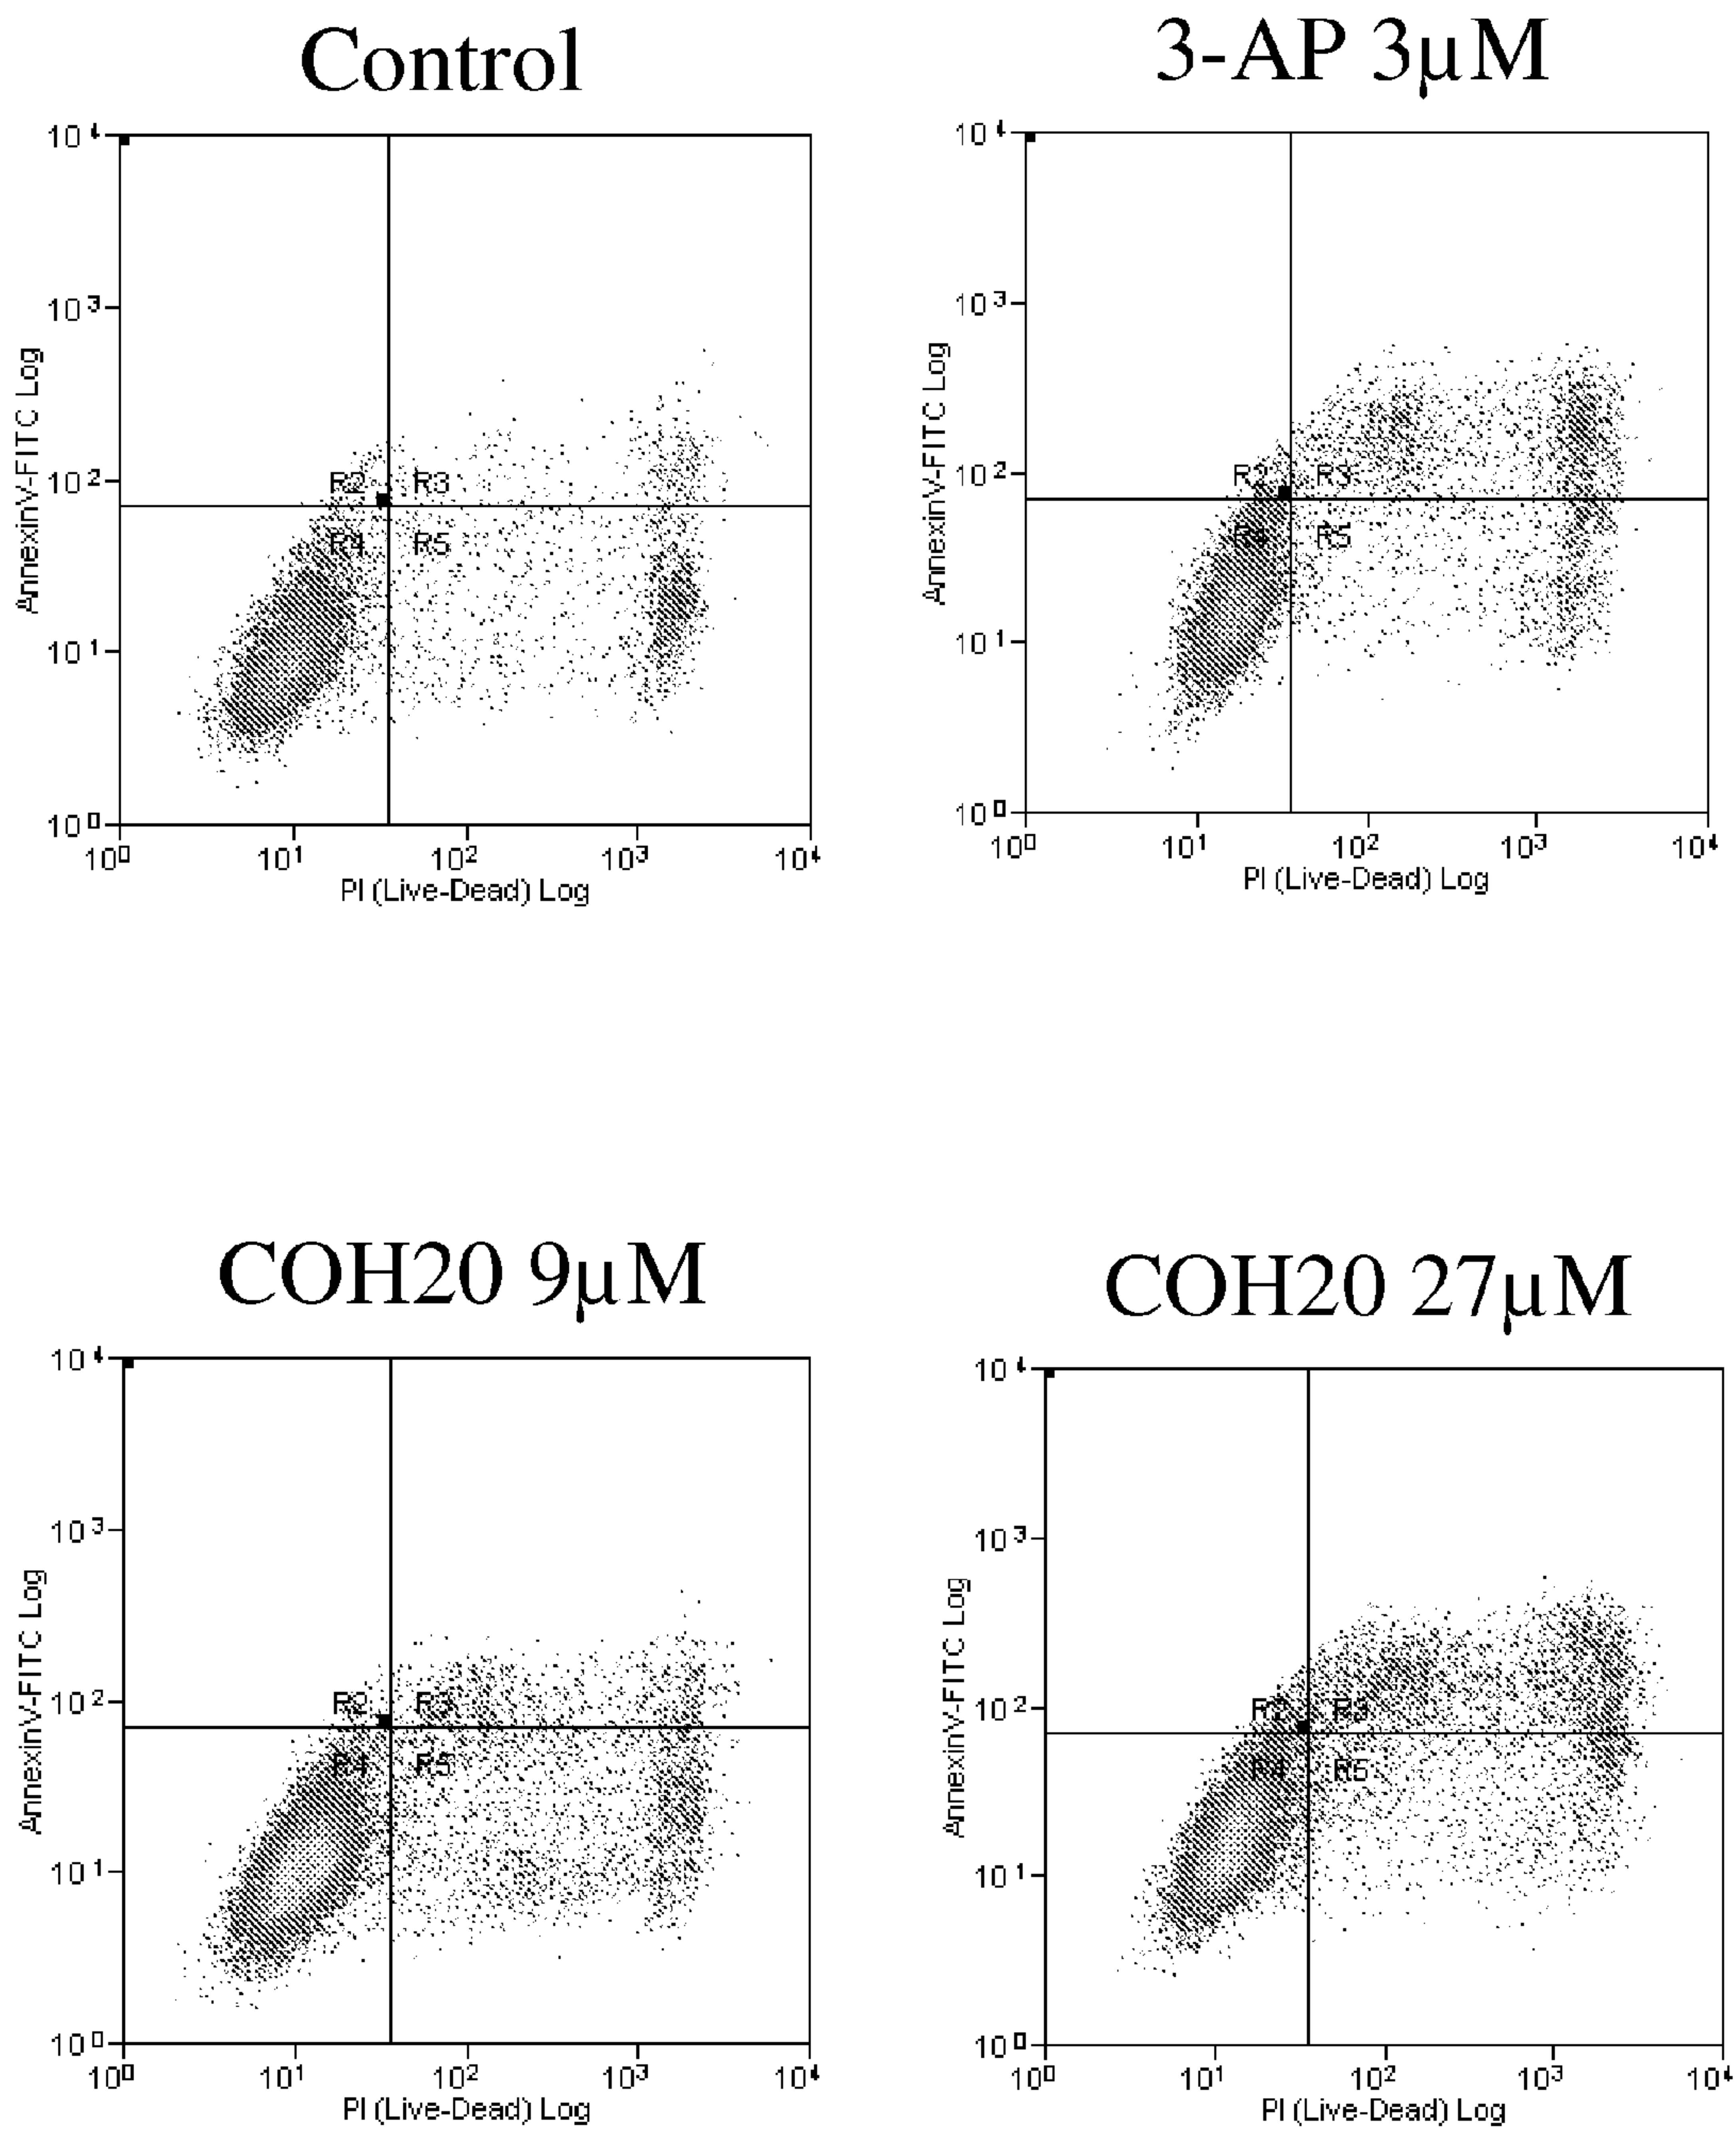 Control
10⁴
10³
10²
10¹
10⁰
AnnexinV-FITC Log
R2 R3
R4 R5
10⁰ 10¹ 10² 10³ 10⁴
PI (Live-Dead) Log
3-AP 3µM
10⁴
10³
10²
10¹
10⁰
AnnexinV-FITC Log
R2 R3
R4 R5
10⁰ 10¹ 10² 10³ 10⁴
PI (Live-Dead) Log
COH20 9µM
10⁴
10³
10²
10¹
10⁰
AnnexinV-FITC Log
R2 R3
R4 R5
10⁰ 10¹ 10² 10³ 10⁴
PI (Live-Dead) Log
COH20 27µM
10⁴
10³
10²
10¹
10⁰
AnnexinV-FITC Log
R2 R3
R4 R5
10⁰ 10¹ 10² 10³ 10⁴
PI (Live-Dead) Log